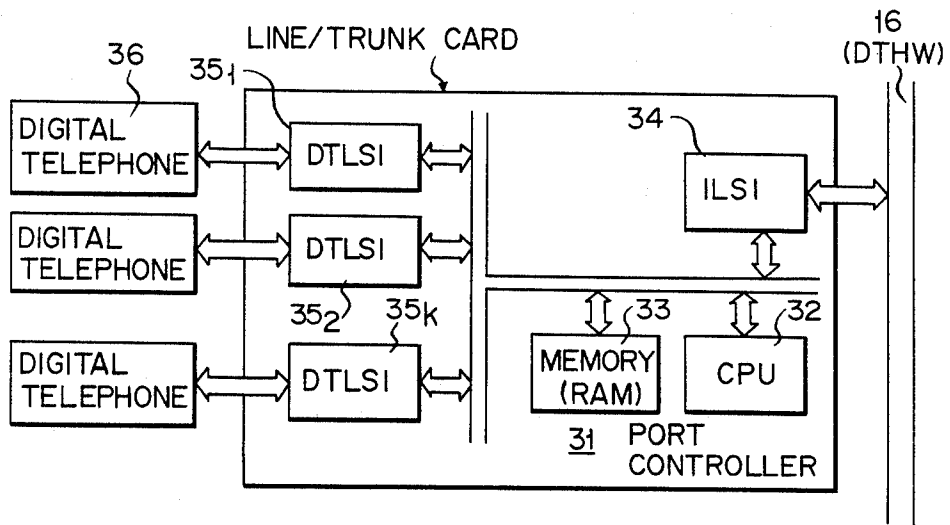 LINE/TRUNK CARD
16
(DTHW)
36
35₁
34
DIGITAL
TELEPHONE
DTLSI
ILSI
DIGITAL
TELEPHONE
DTLSI
35₂
35K
33
32
DIGITAL
TELEPHONE
DTLSI
MEMORY
(RAM)
CPU
31
PORT
CONTROLLER